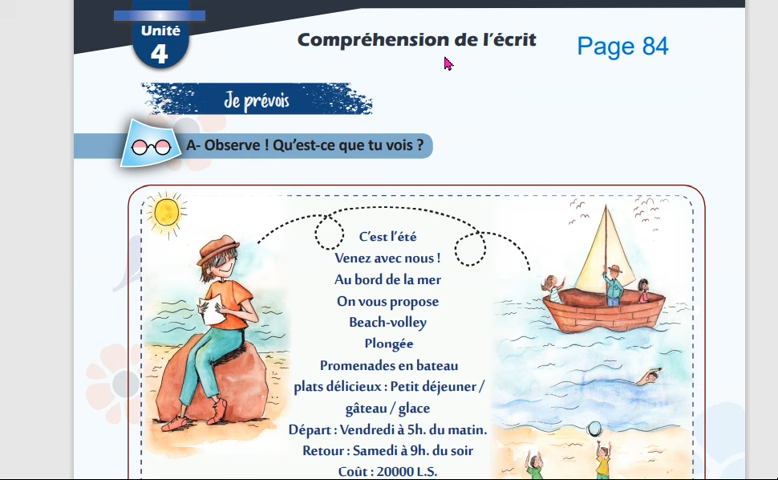 Unité
4
Compréhension de l'écrit
Page 84
Je prévois
A- Observe ! Qu'est-ce que tu vois ?
C'est l'été
Venez avec nous !
Au bord de la mer
On vous propose
Beach-volley
Plongée
Promenades en bateau
plats délicieux : Petit déjeuner /
gâteau / glace
Départ : Vendredi à 5h. du matin.
Retour : Samedi à 9h. du soir
Coût : 20000 L.S.